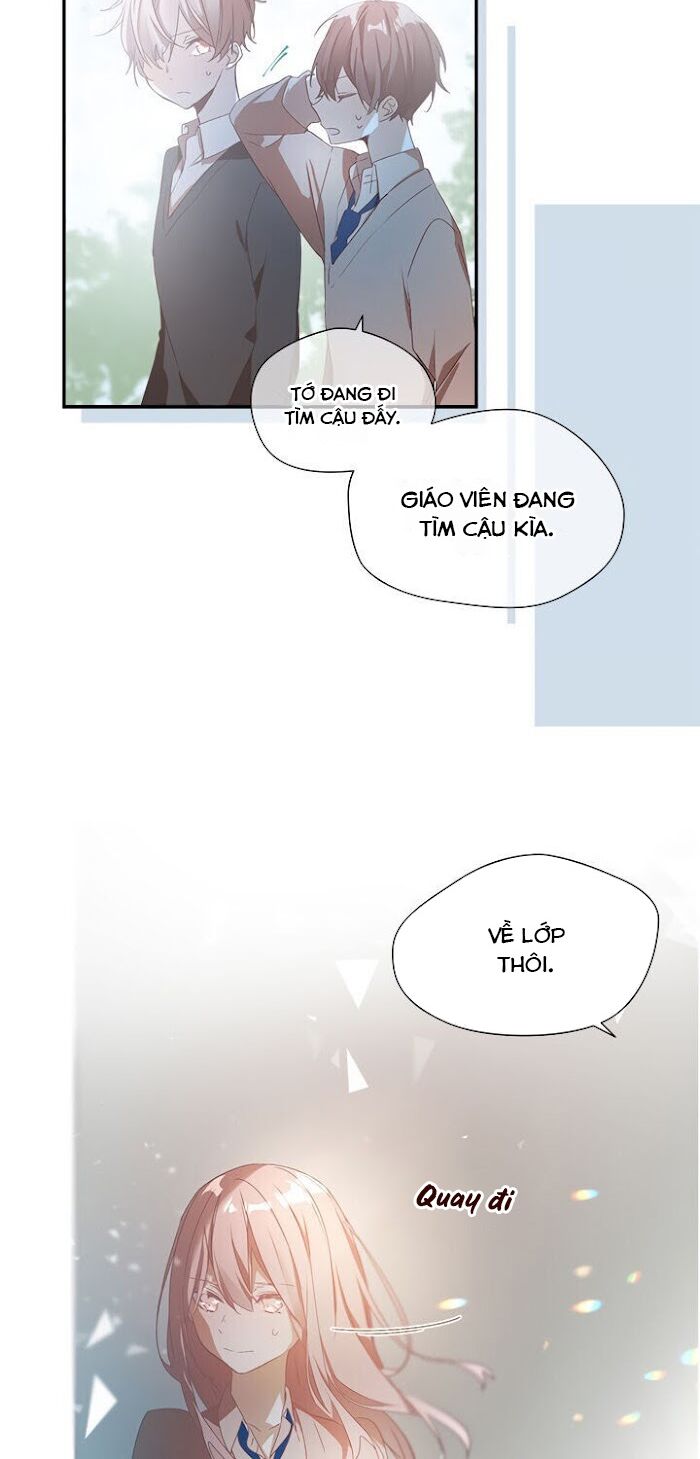 TỚ ĐANG ĐI
TÌM CẬU ĐẤY.
GIÁO VIÊN ĐANG
TÌM CẬU KÌA.
VỀ LỚP
THÔI.
Quay đi